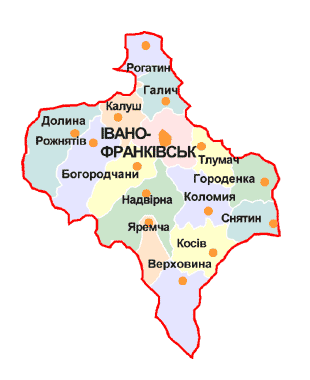 Рогатин
Галич
Калуш
Долина
ІВАНО-
Рожнятів
ФРАНКІВСЬК
Тлумач
Богородчани
Городенка
Надвірна
Коломия
Снятин
Яремча
Косів
Верховина